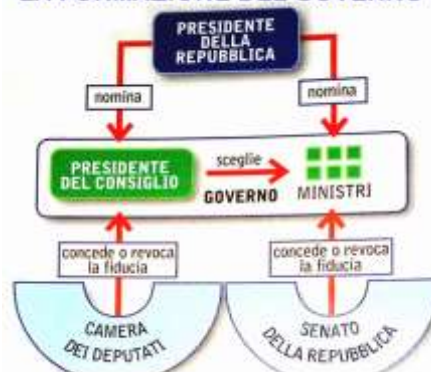 PRESIDENTE
DELLA
REPUBBLICA
nomina
nomina
PRESIDENTE
DEL CONSIGLIO
sceglie
GOVERNO
MINISTRI
concede o revoca
la fiducia
concede o revoca
la fiducia
CAMERA
DEI DEPUTATI
SENATO
DELLA REPUBBLICA